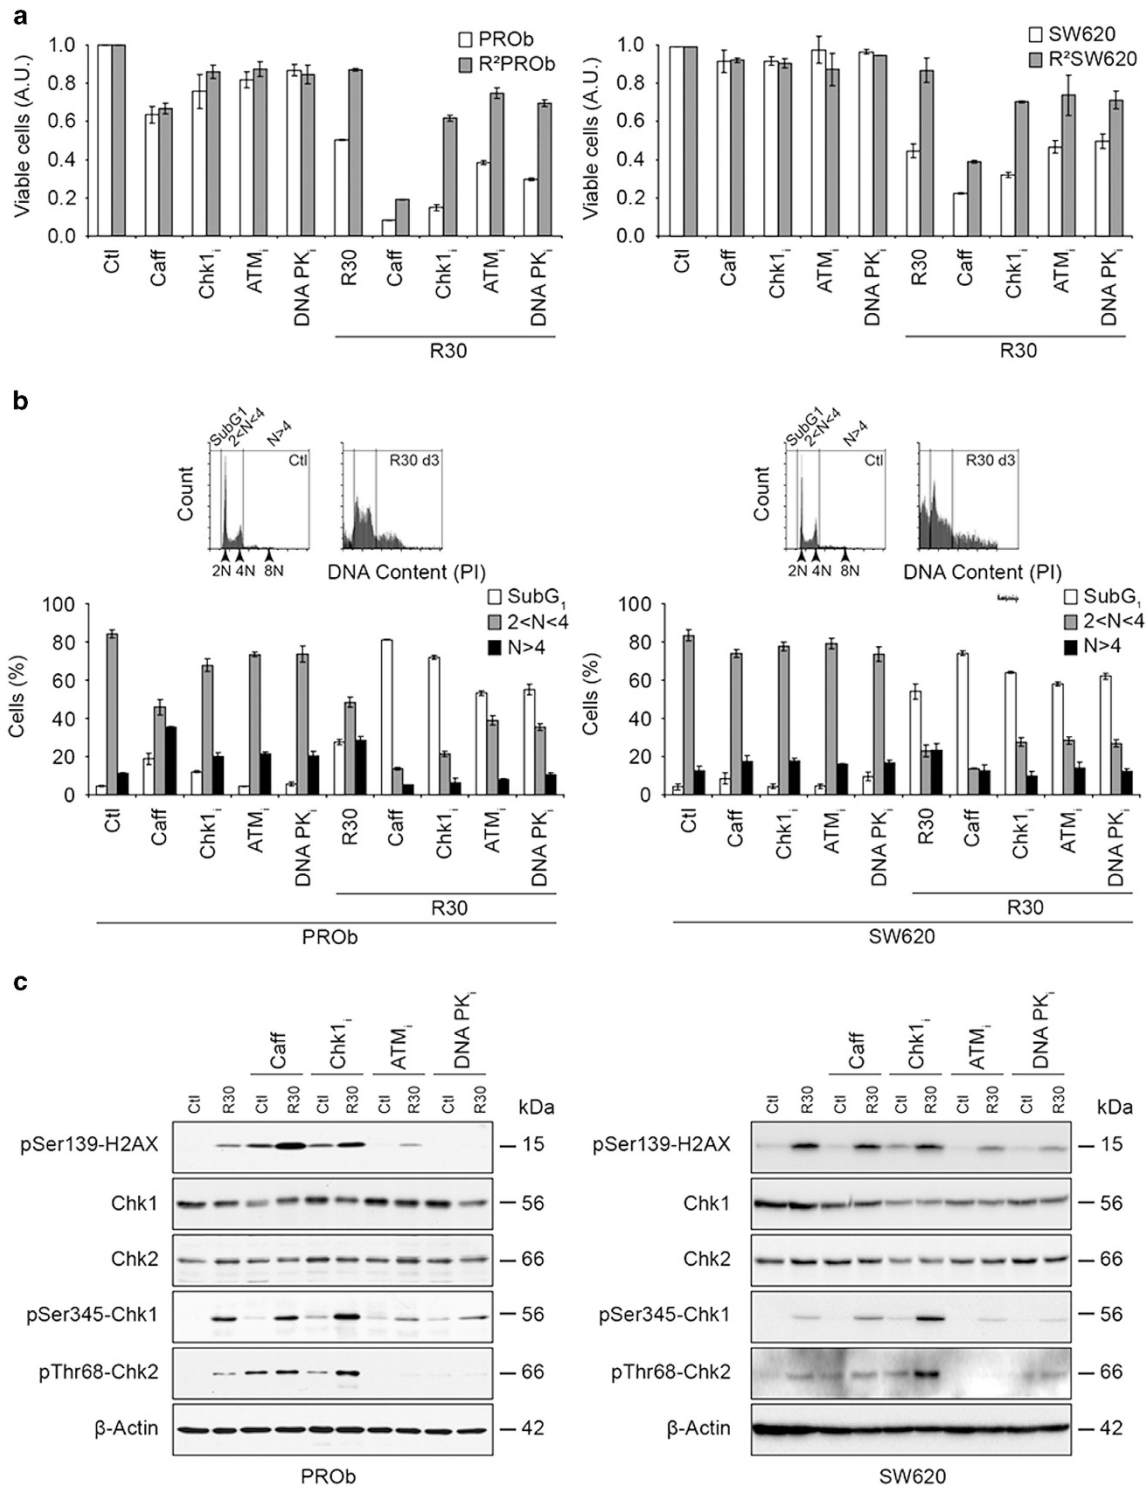 a
Viable cells (A.U.)
1.0
0.8
0.6
0.4
0.2
0.0
PROb
R²PROb
Ctl
Caff
Chk1i
ATMi
DNA PKi
R30
Caff
Chk1i
ATMi
DNA PKi
R30
Viable cells (A.U.)
1.0
0.8
0.6
0.4
0.2
0.0
SW620
R²SW620
Ctl
Caff
Chk1i
ATMi
DNA PKi
R30
Caff
Chk1i
ATMi
DNA PKi
R30
b
SubG1
2<N<4
N>4
Count
Ctl
R30 d3
2N 4N 8N
DNA Content (PI)
Cells (%)
100
80
60
40
20
0
SubG1
2<N<4
N>4
Ctl
Caff
Chk1i
ATMi
DNA PKi
R30
Caff
Chk1i
ATMi
DNA PKi
R30
PROb
SubG1
2<N<4
N>4
Count
Ctl
R30 d3
2N 4N 8N
DNA Content (PI)
Cells (%)
100
80
60
40
20
0
SubG1
2<N<4
N>4
Ctl
Caff
Chk1i
ATMi
DNA PKi
R30
Caff
Chk1i
ATMi
DNA PKi
R30
SW620
c
Caff
Chk1i
ATMi
DNA PKi
Ctl R30 Ctl R30 Ctl R30 Ctl R30 Ctl R30 kDa
pSer139-H2AX 15
Chk1 56
Chk2 66
pSer345-Chk1 56
pThr68-Chk2 66
β-Actin 42
PROb
Caff
Chk1i
ATMi
DNA PKi
Ctl R30 Ctl R30 Ctl R30 Ctl R30 Ctl R30 kDa
pSer139-H2AX 15
Chk1 56
Chk2 66
pSer345-Chk1 56
pThr68-Chk2 66
β-Actin 42
SW620